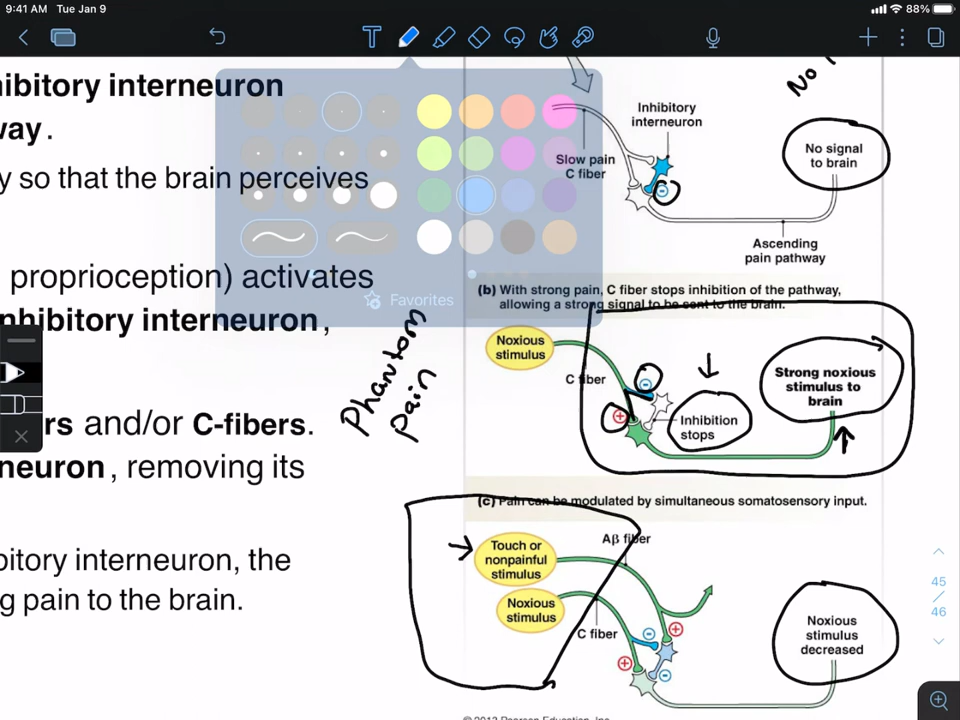 9:41 AM Tue Jan 9
88%
inhibitory interneuron
way.
y so that the brain perceives
proprioception) activates
inhibitory interneuron,
rs and/or C-fibers.
neuron, removing its
bitory interneuron, the
g pain to the brain.
Favorites
Phantom
pain
No
Inhibitory
interneuron
Slow pain
C fiber
No signal
to brain
Ascending
pain pathway
(b) With strong pain, C fiber stops inhibition of the pathway,
allowing a strong signal to be sent to the brain.
Noxious
stimulus
C fiber
Inhibition
stops
Strong noxious
stimulus to
brain
(c) Pain can be modulated by simultaneous somatosensory input.
Touch or
nonpainful
stimulus
Aβ fiber
Noxious
stimulus
C fiber
Noxious
stimulus
decreased
45
/
46
© 2013 Pearson Education, Inc.